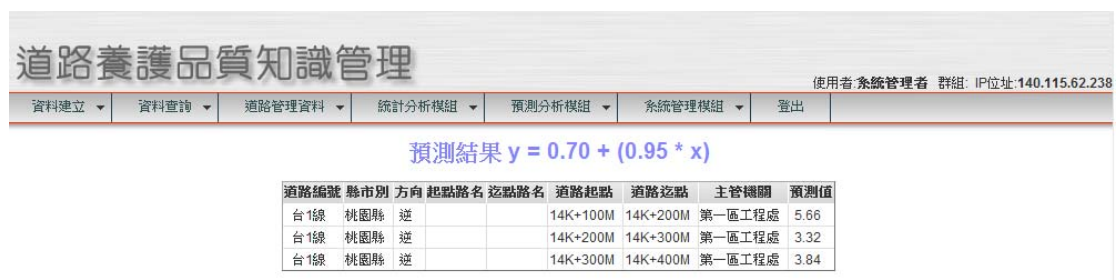 道路養護品質知識管理
使用者:系統管理者 群組: IP位址:140.115.62.238
資料建立 資料查詢 道路管理資料 統計分析模組 預測分析模組 系統管理模組 登出
預測結果 y = 0.70 + (0.95 * x)
道路編號 縣市別 方向 起點路名 迄點路名 道路起點 道路迄點 主管機關 預測值
台1線 桃園縣 逆 14K+100M 14K+200M 第一區工程處 5.66
台1線 桃園縣 逆 14K+200M 14K+300M 第一區工程處 3.32
台1線 桃園縣 逆 14K+300M 14K+400M 第一區工程處 3.84